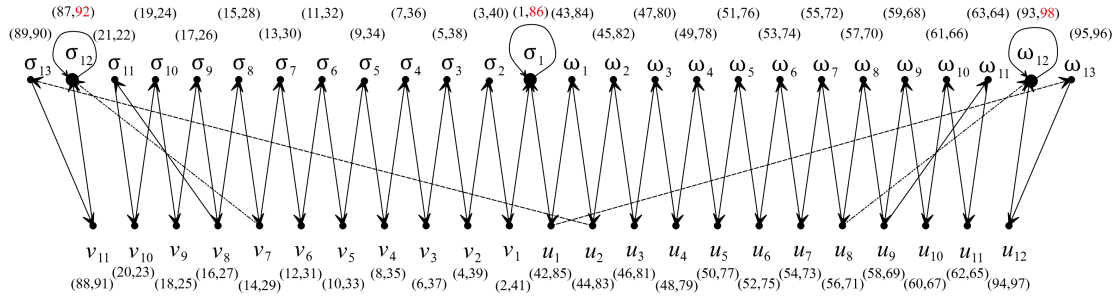 (87,92) (19,24) (15,28) (11,32) (7,36) (3,40) (1,86) (43,84) (47,80) (51,76) (55,72) (59,68) (63,64) (93,98)
(89,90) (21,22) (17,26) (13,30) (9,34) (5,38) (45,82) (49,78) (53,74) (57,70) (61,66) (95,96)
σ13 σ12 σ11 σ10 σ9 σ8 σ7 σ6 σ5 σ4 σ3 σ2 σ1 ω1 ω2 ω3 ω4 ω5 ω6 ω7 ω8 ω9 ω10 ω11 ω12 ω13
v11 v10 v9 v8 v7 v6 v5 v4 v3 v2 v1 u1 u2 u3 u4 u5 u6 u7 u8 u9 u10 u11 u12
(20,23) (16,27) (12,31) (8,35) (4,39) (42,85) (46,81) (50,77) (54,73) (58,69) (62,65)
(88,91) (18,25) (14,29) (10,33) (6,37) (2,41) (44,83) (48,79) (52,75) (56,71) (60,67) (94,97)